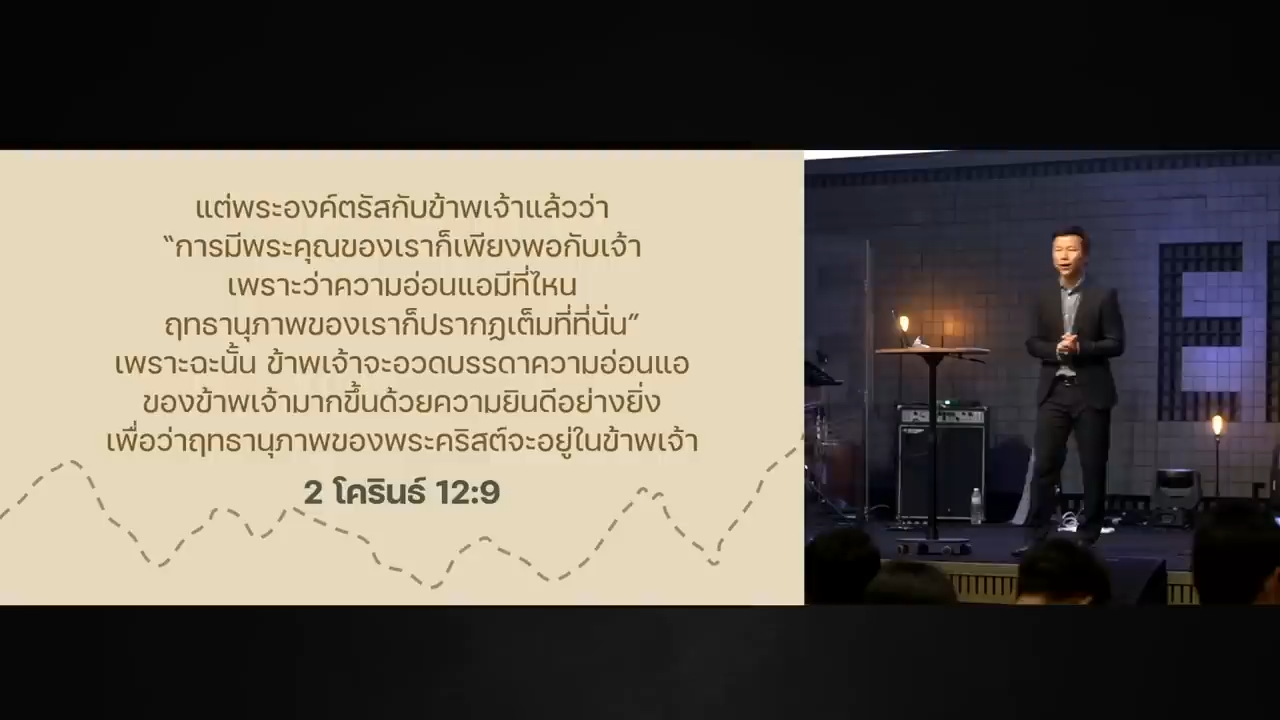 แต่พระองค์ตรัสกับข้าพเจ้าแล้วว่า
“การมีพระคุณของเราก็เพียงพอกับเจ้า
เพราะว่าความอ่อนแอมีที่ไหน
ฤทธานุภาพของเราก็ปรากฏเต็มที่ที่นั่น”
เพราะฉะนั้น ข้าพเจ้าจะอวดบรรดาความอ่อนแอ
ของข้าพเจ้ามากขึ้นด้วยความยินดีอย่างยิ่ง
เพื่อว่าฤทธานุภาพของพระคริสต์จะอยู่ในข้าพเจ้า
2 โครินธ์ 12:9